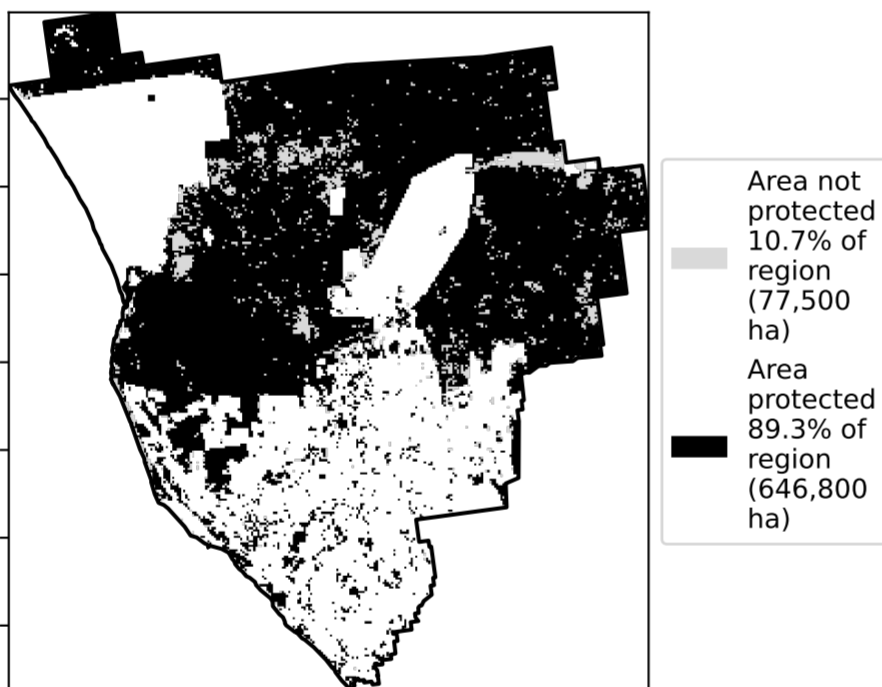 Area not
protected
10.7% of
region
(77,500
ha)
Area
protected
89.3% of
region
(646,800
ha)